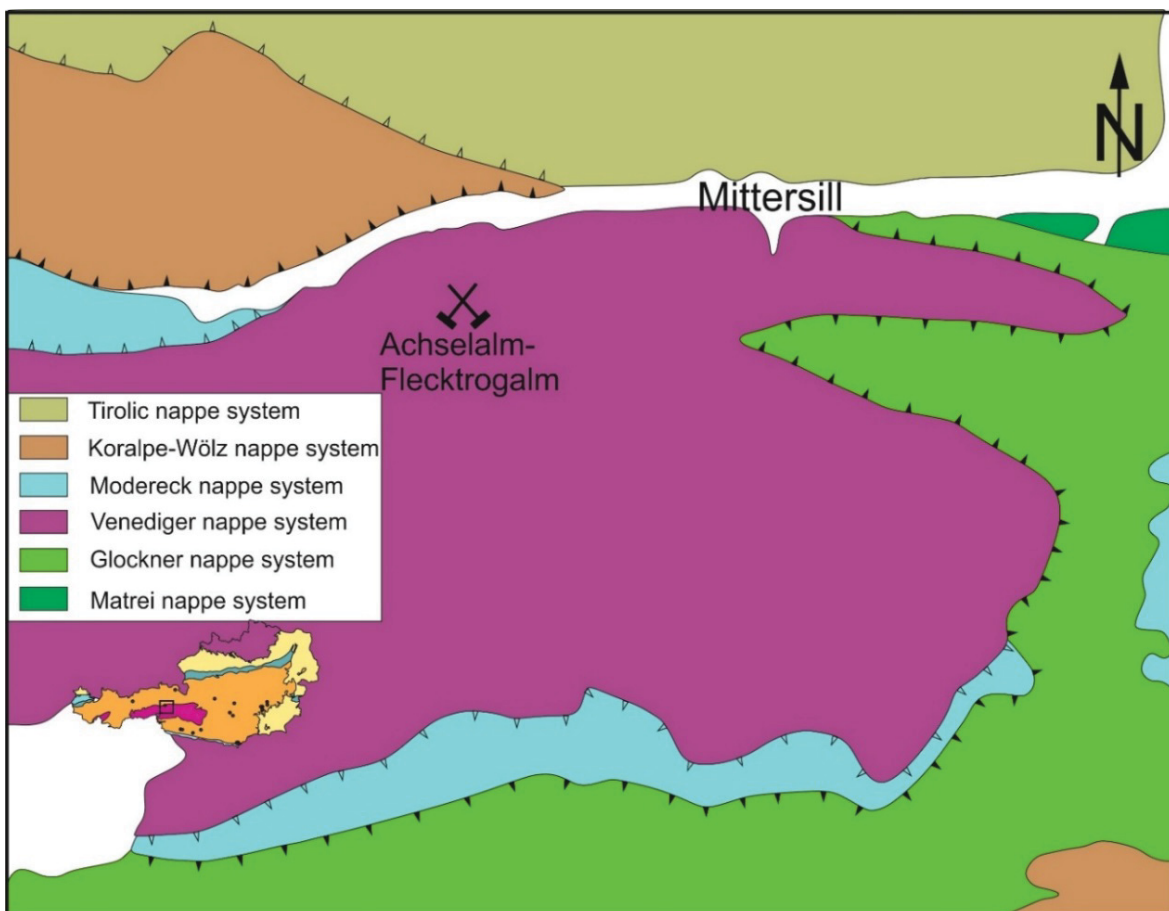 N
Mittersill
Achselalm-
Flecktrogalm
Tirolic nappe system
Koralpe-Wölz nappe system
Modereck nappe system
Venediger nappe system
Glockner nappe system
Matrei nappe system